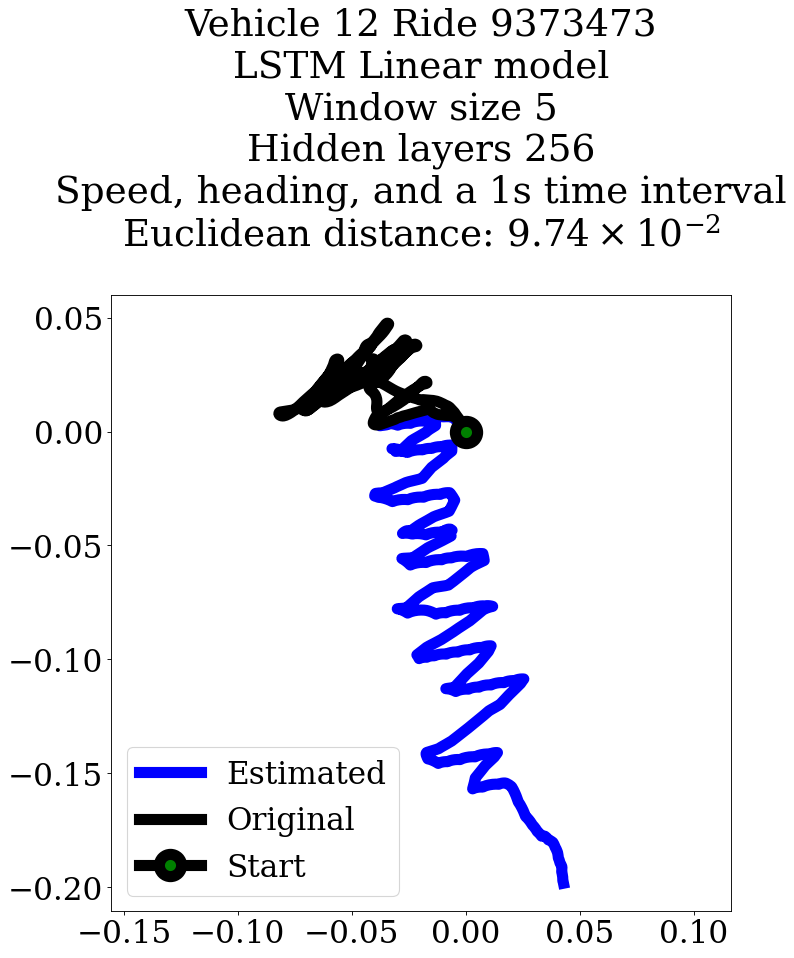 Vehicle 12 Ride 9373473
LSTM Linear model
Window size 5
Hidden layers 256
Speed, heading, and a 1s time interval
Euclidean distance: 9.74 × 10⁻²
0.05
0.00
−0.05
−0.10
−0.15
−0.20
Estimated
Original
Start
−0.15 −0.10 −0.05 0.00 0.05 0.10